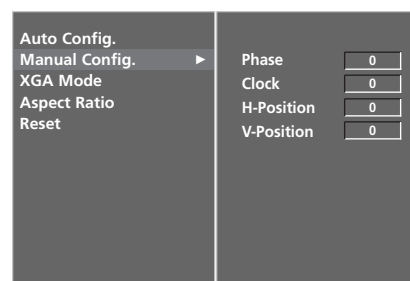 Auto Config.
Manual Config. ►
XGA Mode
Aspect Ratio
Reset
Phase 0
Clock 0
H-Position 0
V-Position 0